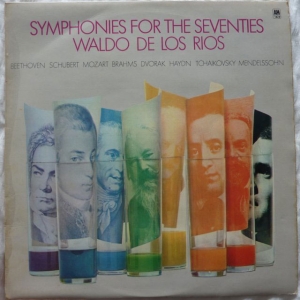 SYMPHONIES FOR THE SEVENTIES
WALDO DE LOS RIOS
BEETHOVEN SCHUBERT MOZART BRAHMS DVORAK HAYDN TCHAIKOVSKY MENDELSSOHN